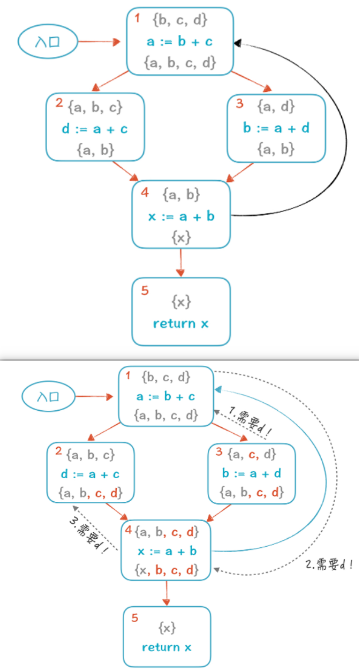 入口
1
{b, c, d}
a := b + c
{a, b, c, d}
2
{a, b, c}
d := a + c
{a, b}
3
{a, d}
b := a + d
{a, b}
4
{a, b}
x := a + b
{x}
5
{x}
return x
入口
1
{b, c, d}
a := b + c
{a, b, c, d}
1.需要d!
2
{a, b, c}
d := a + c
{a, b, c, d}
3
{a, c, d}
b := a + d
{a, b, c, d}
3.需要d!
4
{a, b, c, d}
x := a + b
{x, b, c, d}
2.需要d!
5
{x}
return x